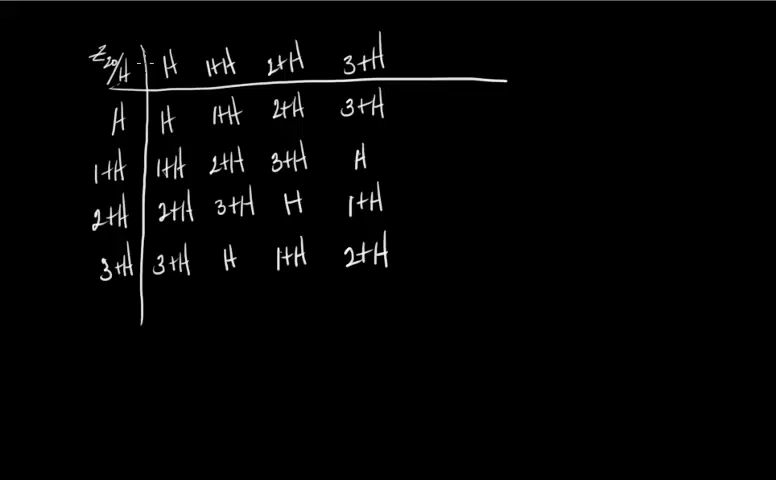 Z20/H H 1+H 2+H 3+H
H H 1+H 2+H 3+H
1+H 1+H 2+H 3+H H
2+H 2+H 3+H H 1+H
3+H 3+H H 1+H 2+H